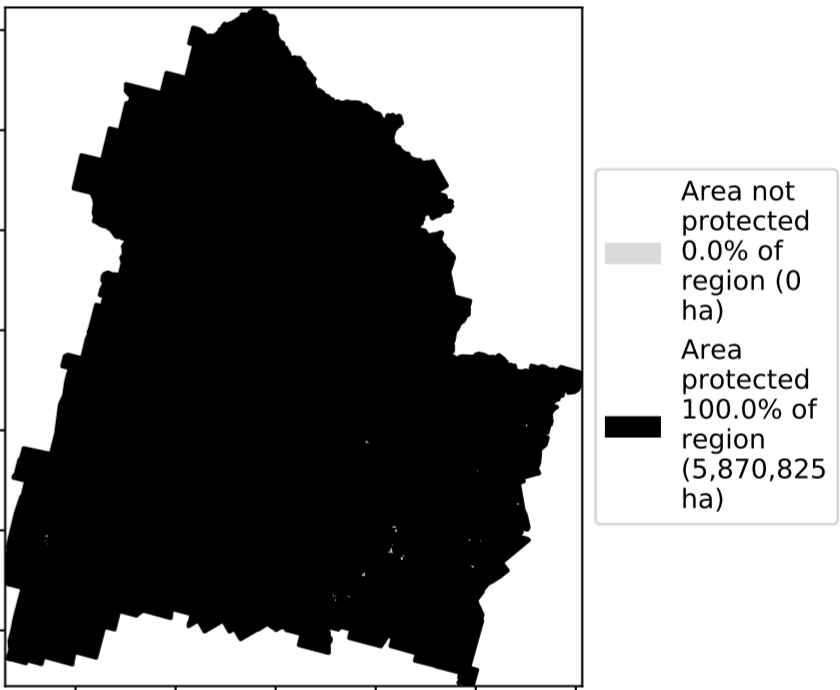 Area not
protected
0.0% of
region (0
ha)
Area
protected
100.0% of
region
(5,870,825
ha)